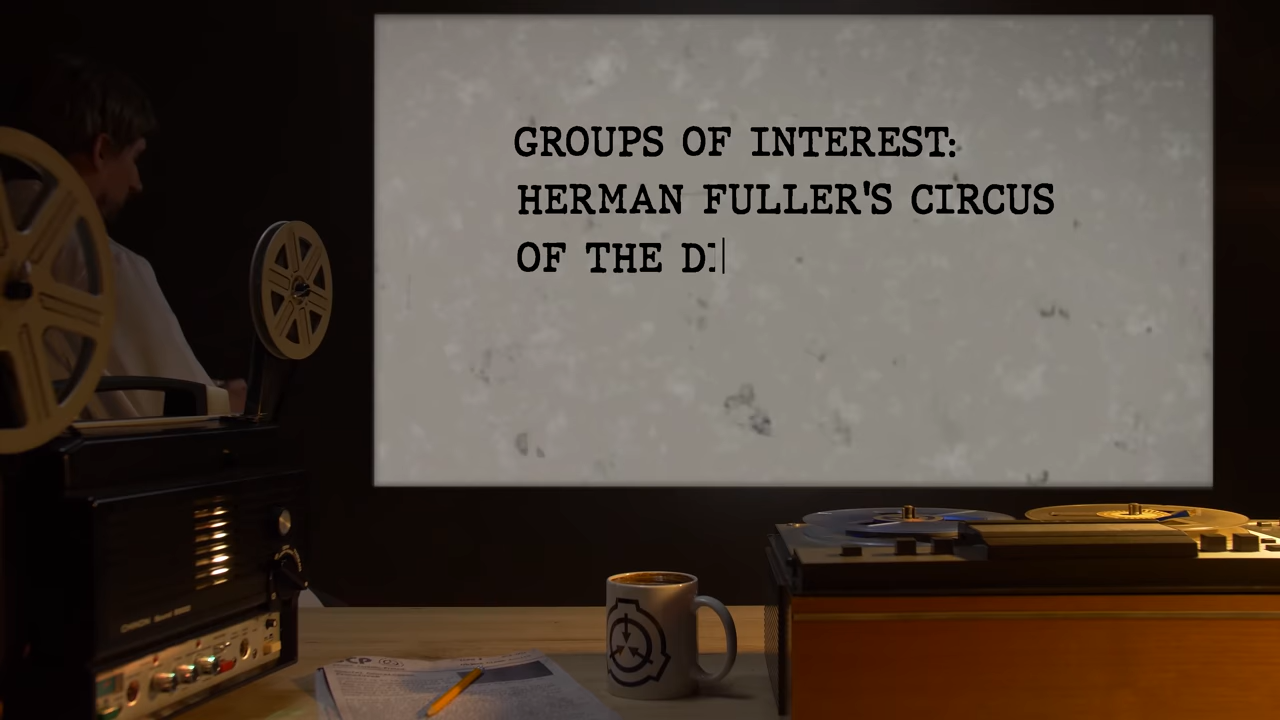 GROUPS OF INTEREST:
HERMAN FULLER'S CIRCUS
OF THE D